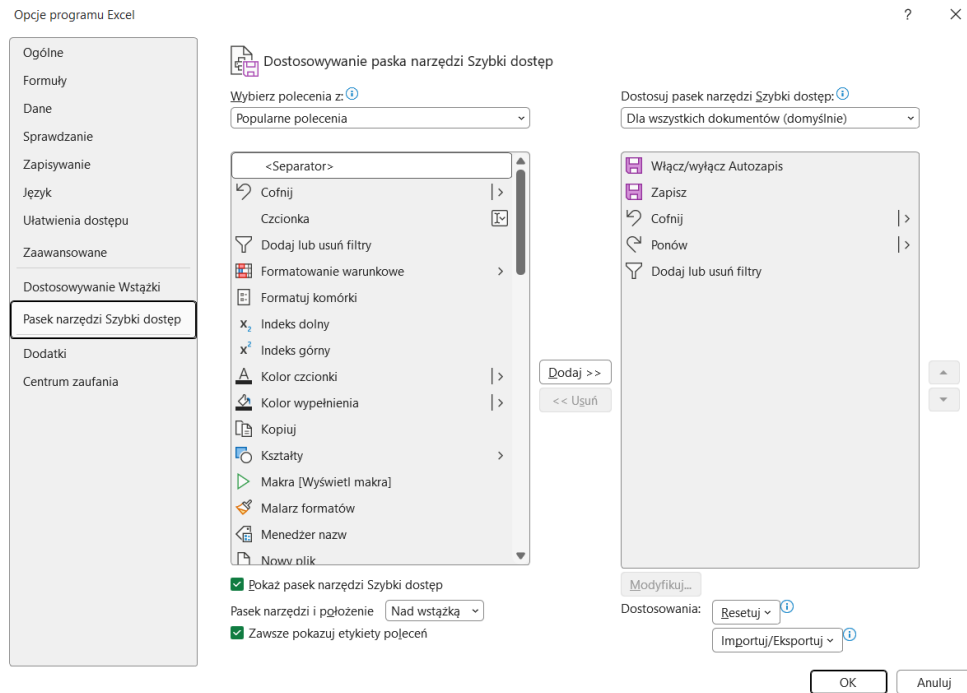 Opcje programu Excel
?
Ogólne
Formuły
Dane
Sprawdzanie
Zapisywanie
Język
Ułatwienia dostępu
Zaawansowane
Dostosowywanie Wstążki
Pasek narzędzi Szybki dostęp
Dodatki
Centrum zaufania
Dostosowywanie paska narzędzi Szybki dostęp
Wybierz polecenia z:
Popularne polecenia
<Separator>
Cofnij
Czcionka
Dodaj lub usuń filtry
Formatowanie warunkowe
Formatuj komórki
Indeks dolny
Indeks górny
Kolor czcionki
Kolor wypełnienia
Kopiuj
Kształty
Makra [Wyświetl makra]
Malarz formatów
Menedżer nazw
Nowy plik
Pokaż pasek narzędzi Szybki dostęp
Pasek narzędzi i położenie Nad wstążką
Zawsze pokazuj etykiety poleceń
Dodaj >>
<< Usuń
Dostosuj pasek narzędzi Szybki dostęp:
Dla wszystkich dokumentów (domyślnie)
Włącz/wyłącz Autozapis
Zapisz
Cofnij
Ponów
Dodaj lub usuń filtry
Modyfikuj...
Dostosowania: Resetuj
Importuj/Eksportuj
OK
Anuluj